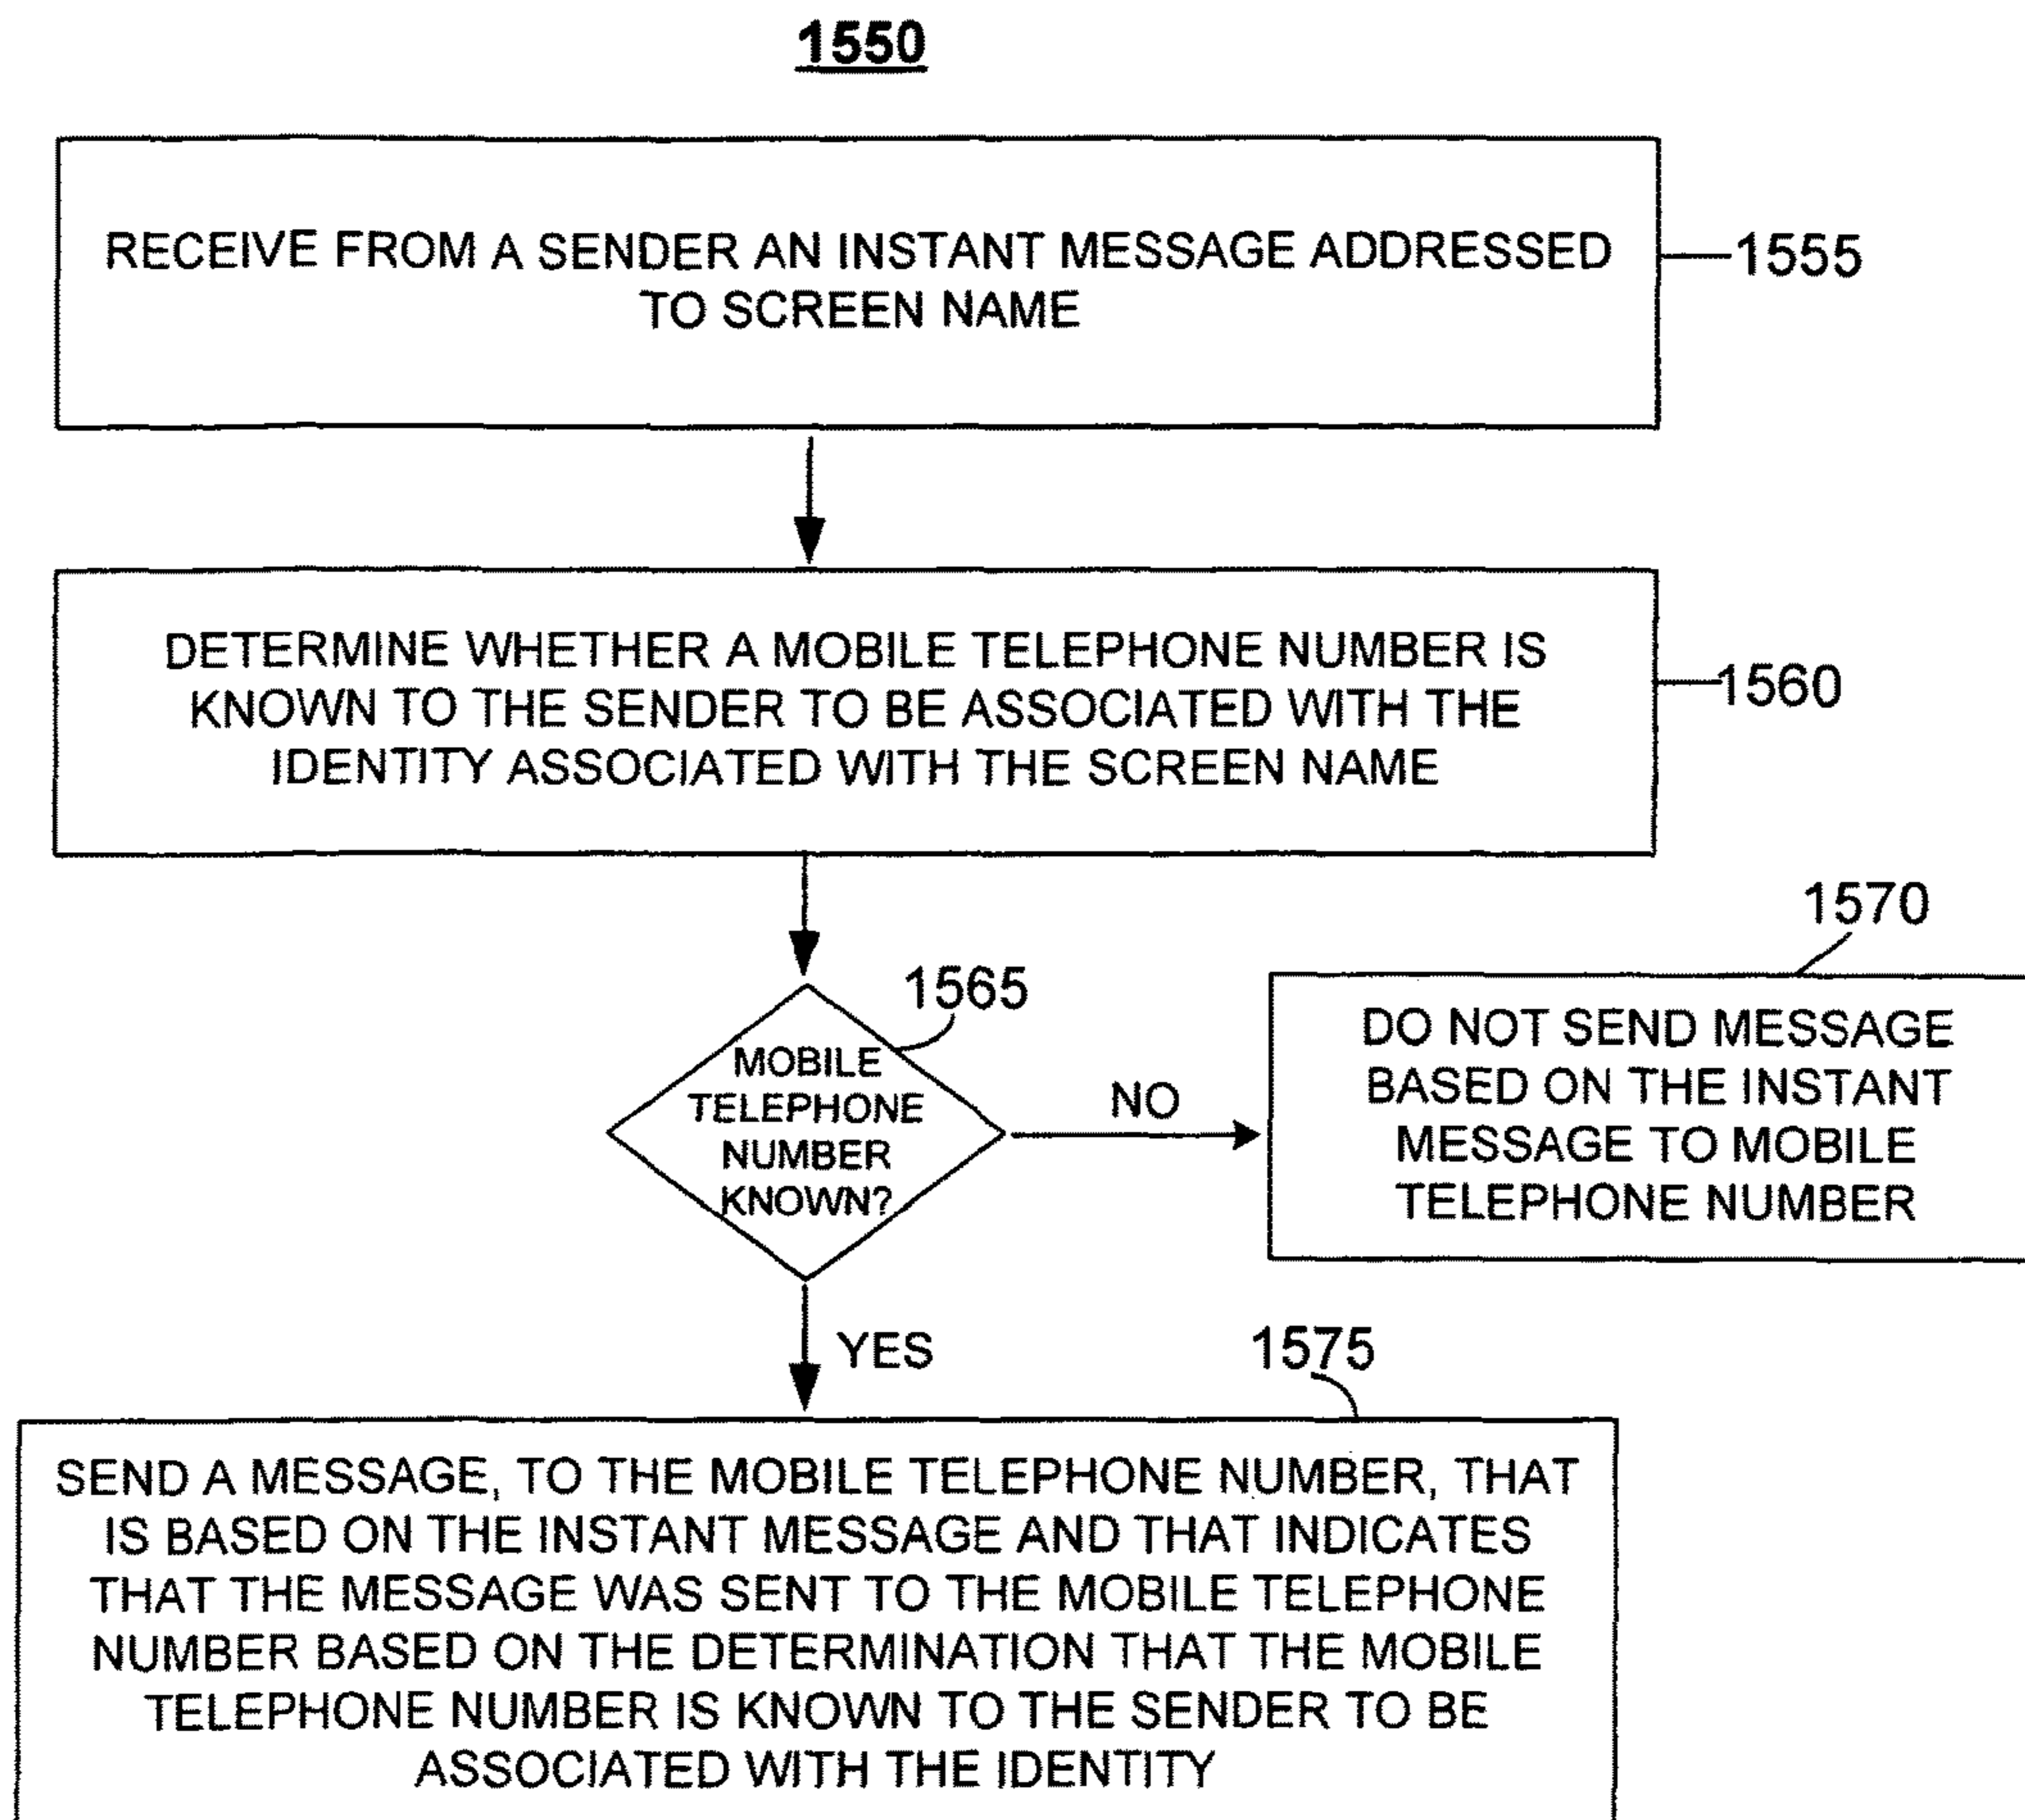 1550
RECEIVE FROM A SENDER AN INSTANT MESSAGE ADDRESSED
TO SCREEN NAME
1555
DETERMINE WHETHER A MOBILE TELEPHONE NUMBER IS
KNOWN TO THE SENDER TO BE ASSOCIATED WITH THE
IDENTITY ASSOCIATED WITH THE SCREEN NAME
1560
1565
MOBILE
TELEPHONE
NUMBER
KNOWN?
NO
1570
DO NOT SEND MESSAGE
BASED ON THE INSTANT
MESSAGE TO MOBILE
TELEPHONE NUMBER
YES
1575
SEND A MESSAGE, TO THE MOBILE TELEPHONE NUMBER, THAT
IS BASED ON THE INSTANT MESSAGE AND THAT INDICATES
THAT THE MESSAGE WAS SENT TO THE MOBILE TELEPHONE
NUMBER BASED ON THE DETERMINATION THAT THE MOBILE
TELEPHONE NUMBER IS KNOWN TO THE SENDER TO BE
ASSOCIATED WITH THE IDENTITY